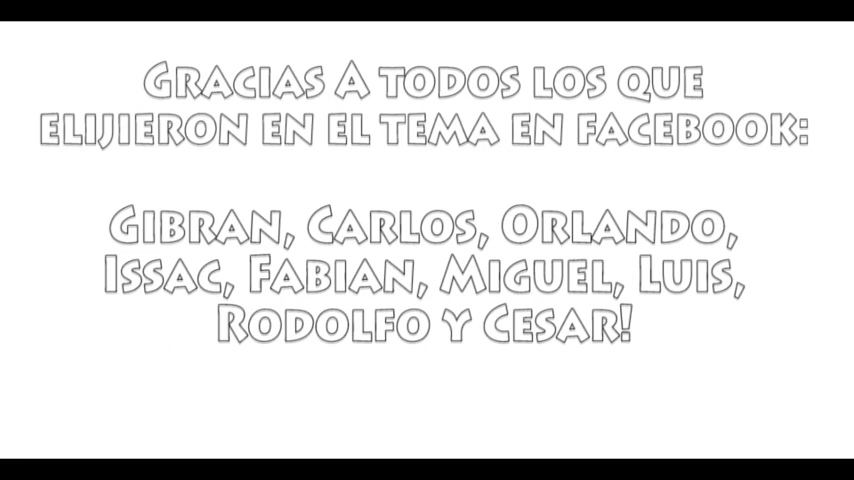 Gracias A todos los que
elijieron en el tema en facebook:
Gibran, Carlos, Orlando,
Issac, Fabian, Miguel, Luis,
Rodolfo y Cesar!